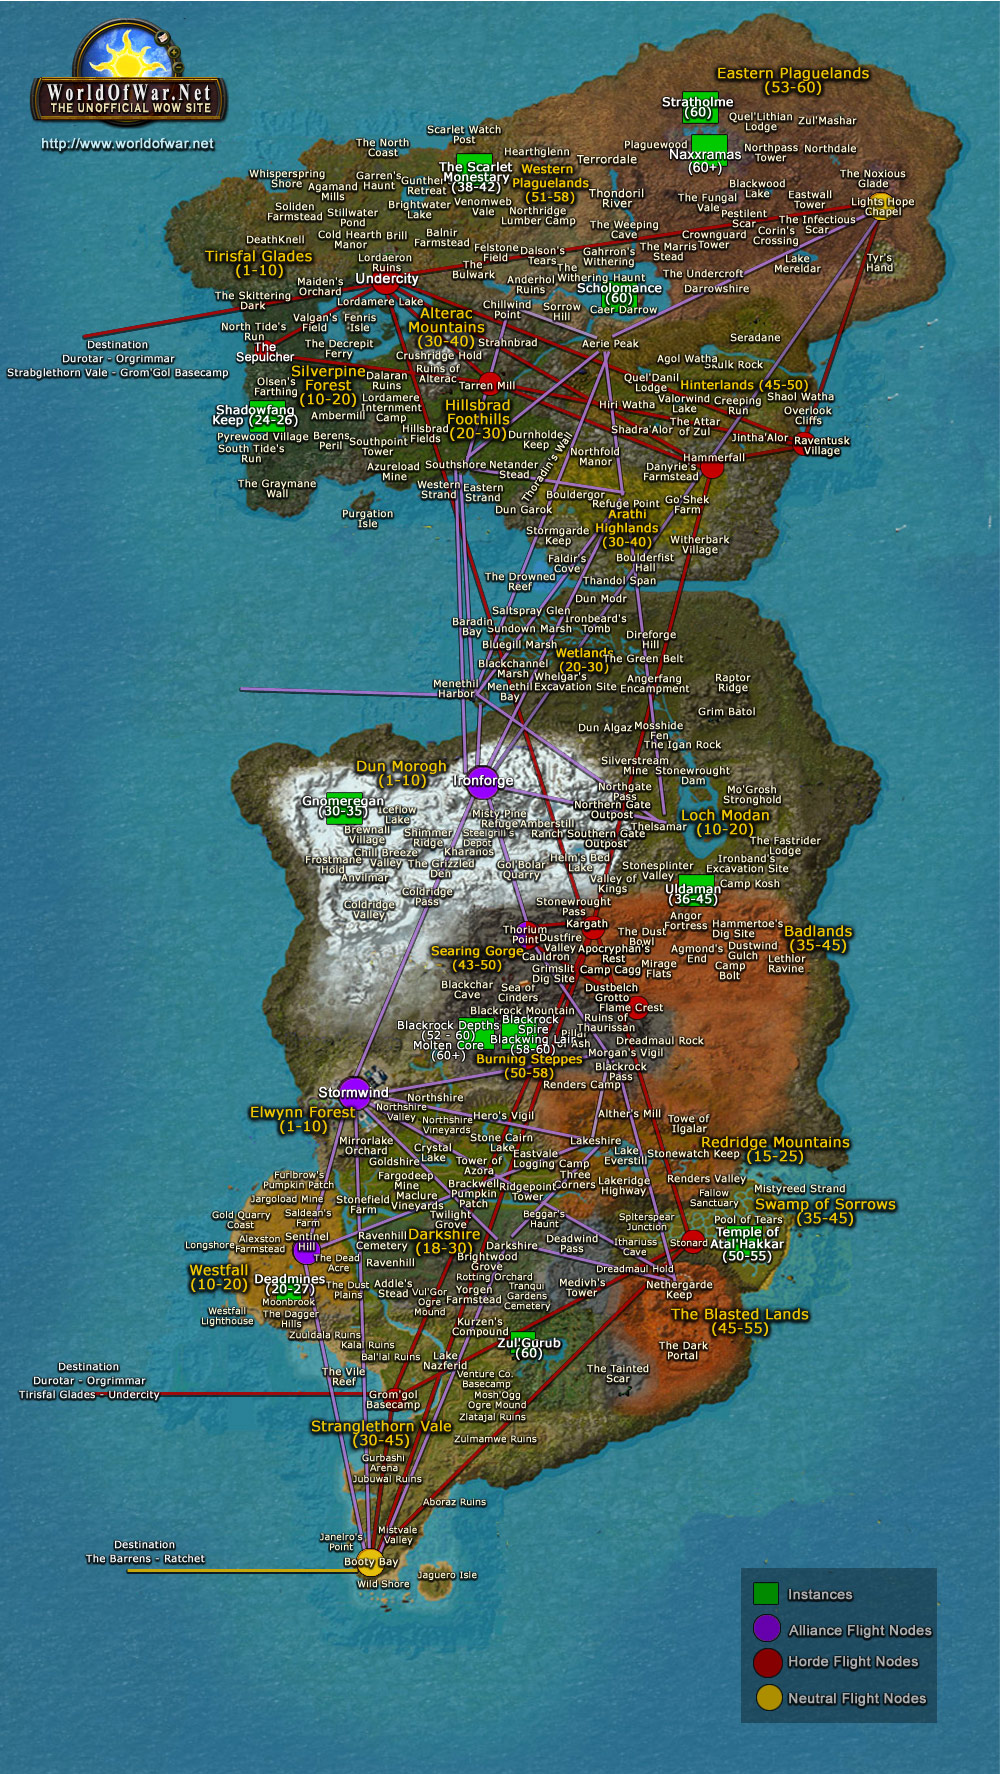 WorldOfWar.Net
THE UNOFFICIAL WOW SITE
http://www.worldofwar.net
Eastern Plaguelands
(53-60)
Stratholme
(60)
Quel'Lithian
Lodge
Zul'Mashar
Scarlet Watch
Post
The North
Coast
Hearthglenn
Terrordale
Plaguewood
Naxxramas
(60+)
Northpass
Tower
Northdale
The Scarlet
Monestary
(38-42)
Western
Plaguelands
(51-58)
Whisperspring
Shore
Garren's
Haunt
Gunther
Retreat
Agamand
Mills
Venomweb
Vale
Thondoril
River
Blackwood
Lake
The Noxious
Glade
Eastwall
Tower
The Fungal
Vale
Lights Hope
Chapel
Soliden
Farmstead
Stillwater
Pond
Brightwater
Lake
Northridge
Lumber Camp
Pestilent
Scar
The Infectious
Scar
The Weeping
Cave
Corin's
Crossing
DeathKnell
Cold Hearth
Manor
Brill
Balnir
Farmstead
Crownguard
Tower
The Marris
Stead
Felstone
Field
Dalson's
Tears
Gahrron's
Withering
Tirisfal Glades
(1-10)
Lordaeron
Ruins
The
Bulwark
The
Withering Haunt
Lake
Mereldar
Tyr's
Hand
Undercity
Maiden's
Orchard
Anderhol
Ruins
Scholomance
(60)
The Undercroft
Darrowshire
The Skittering
Dark
Lordamere Lake
Chillwind
Point
Sorrow
Hill
Caer Darrow
Alterac
Mountains
(30-40)
Valgan's
Field
Fenris
Isle
North Tide's
Run
Destination
Durotar - Orgrimmar
Strabglethorn Vale - Grom'Gol Basecamp
The
Sepulcher
The Decrepit
Ferry
Strahnbrad
Aerie Peak
Seradane
Crushridge Hold
Agol Watha
Skulk Rock
Silverpine
Forest
(10-20)
Dalaran
Ruins
Ruins of
Alterac
Tarren Mill
Quel'Danil
Lodge
Hinterlands (45-50)
Olsen's
Farthing
Lordamere
Internment
Camp
Hillsbrad
Foothills
(20-30)
Hiri Watha
Valorwind
Lake
Creeping
Run
Shaol Watha
Overlook
Cliffs
Shadowfang
Keep (24-26)
Ambermill
The Attar
of Zul
Shadra'Alor
Jintha'Alor
Raventusk
Village
Pyrewood Village
Berens
Peril
Hillsbrad
Fields
Durnholde
Keep
Southpoint
Tower
South Tide's
Run
Northfold
Manor
Hammerfall
Danyrie's
Farmstead
Azureload
Mine
Southshore
Netander
Stead
Thoradin's Wall
The Graymane
Wall
Western
Strand
Eastern
Strand
Bouldergor
Refuge Point
Go'Shek
Farm
Purgation
Isle
Dun Garok
Arathi
Highlands
(30-40)
Stormgarde
Keep
Witherbark
Village
Faldir's
Cove
Boulderfist
Hall
The Drowned
Reef
Thandol Span
Dun Modr
Saltspray Glen
Ironbeard's
Tomb
Baradin
Bay
Sundown Marsh
Direforge
Hill
Bluegill Marsh
Wetlands
(20-30)
The Green Belt
Blackchannel
Marsh
Whelgar's
Excavation Site
Menethil
Harbor
Menethil
Bay
Angerfang
Encampment
Raptor
Ridge
Grim Batol
Dun Algaz
Mosshide
Fen
The Igan Rock
Dun Morogh
(1-10)
Ironforge
Silverstream
Mine
Stonewrought
Dam
Northgate
Pass
Mo'Grosh
Stronghold
Gnomeregan
(30-35)
Iceflow
Lake
Northern Gate
Outpost
Loch Modan
(10-20)
Misty Pine
Refuge
Amberstill
Ranch
Thelsamar
Brewnall
Village
Shimmer
Ridge
Steelgrill's
Depot
Southern Gate
Outpost
The Fastrider
Lodge
Chill Breeze
Valley
Kharanos
Frostmane
Hold
The Grizzled
Den
Gol'Bolar
Quarry
Helm's Bed
Lake
Stonesplinter
Valley
Ironband's
Excavation Site
Anvilmar
Valley of
Kings
Uldaman
(36-45)
Camp Kosh
Coldridge
Pass
Coldridge
Valley
Stonewrought
Pass
Kargath
Angor
Fortress
Hammertoe's
Dig Site
Badlands
(35-45)
Thorium
Point
Dustfire
Valley
The Dust
Bowl
Searing Gorge
(43-50)
Cauldron
Apocryphan's
Rest
Agmond's
End
Dustwind
Gulch
Lethlor
Ravine
Grimslit
Dig Site
Camp Cagg
Mirage
Flats
Camp
Bolt
Blackchar
Cave
Sea of
Cinders
Dustbelch
Grotto
Flame Crest
Blackrock Mountain
Blackrock Depths
(52 - 60)
Molten Core
(60+)
Blackrock
Spire
Blackwing Lair
(58-60)
Ruins of
Thaurissan
Pillar
of Ash
Dreadmaul Rock
Burning Steppes
(50-58)
Morgan's Vigil
Blackrock
Pass
Renders Camp
Stormwind
Northshire
Northshire
Valley
Elwynn Forest
(1-10)
Northshire
Vineyards
Hero's Vigil
Alther's Mill
Towe of
Ilgalar
Mirrorlake
Orchard
Crystal
Lake
Stone Cairn
Lake
Lakeshire
Redridge Mountains
(15-25)
Goldshire
Tower of
Azora
Eastvale
Logging Camp
Lake
Everstill
Stonewatch Keep
Furlbrow's
Pumpkin Patch
Fargodeep
Mine
Brackwell
Pumpkin
Patch
Ridgepoint
Tower
Three
Corners
Lakeridge
Highway
Renders Valley
Mistyreed Strand
Jargoload Mine
Stonefield
Farm
Maclure
Vineyards
Fallow
Sanctuary
Swamp of Sorrows
(35-45)
Gold Quarry
Coast
Saldean's
Farm
Twilight
Grove
Beggar's
Haunt
Splterspear
Junction
Pool of Tears
Temple of
Atal'Hakkar
(50-55)
Longshore
Alexston
Farmstead
Sentinel
Hill
Ravenhill
Cemetery
Darkshire
(18-30)
Darkshire
Deadwind
Pass
Ithariuss
Cave
Stonard
The Dead
Acre
Ravenhill
Brightwood
Grove
Dreadmaul Hold
Westfall
(10-20)
Deadmines
(20-27)
The Dust
Plains
Addle's
Stead
Rotting Orchard
Vul'Gor
Ogre
Mound
Yorgen
Farmstead
Tranqui
Gardens
Cemetery
Medivh's
Tower
Nethergarde
Keep
Moonbrook
Westfall
Lighthouse
The Dagger
Hills
The Blasted Lands
(45-55)
Kurzen's
Compound
Zuuldala Ruins
Kalai Ruins
Zul'Gurub
(60)
The Dark
Portal
Bal'lal Ruins
Lake
Nazferid
Destination
Durotar - Orgrimmar
Tirisfal Glades - Undercity
The Vile
Reef
Venture Co.
Basecamp
The Tainted
Scar
Grom'gol
Basecamp
Mosh'Ogg
Ogre Mound
Stranglethorn Vale
(30-45)
Zlatajal Ruins
Zulmamwe Ruins
Gurbashi
Arena
Jubuwal Ruins
Aboraz Ruins
Janelro's
Point
Mistvale
Valley
Destination
The Barrens - Ratchet
Booty Bay
Wild Shore
Jaguero Isle
Instances
Alliance Flight Nodes
Horde Flight Nodes
Neutral Flight Nodes